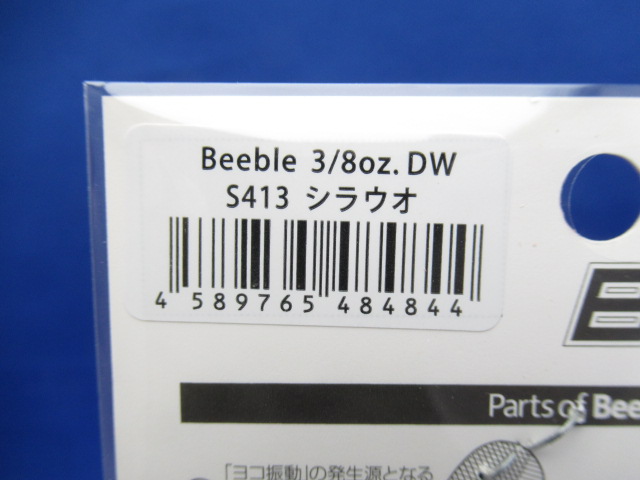 Beeble 3/8oz. DW
S413 シラウオ
4 589765 484844
Parts of Bee
「ヨコ振動」の発生源となる